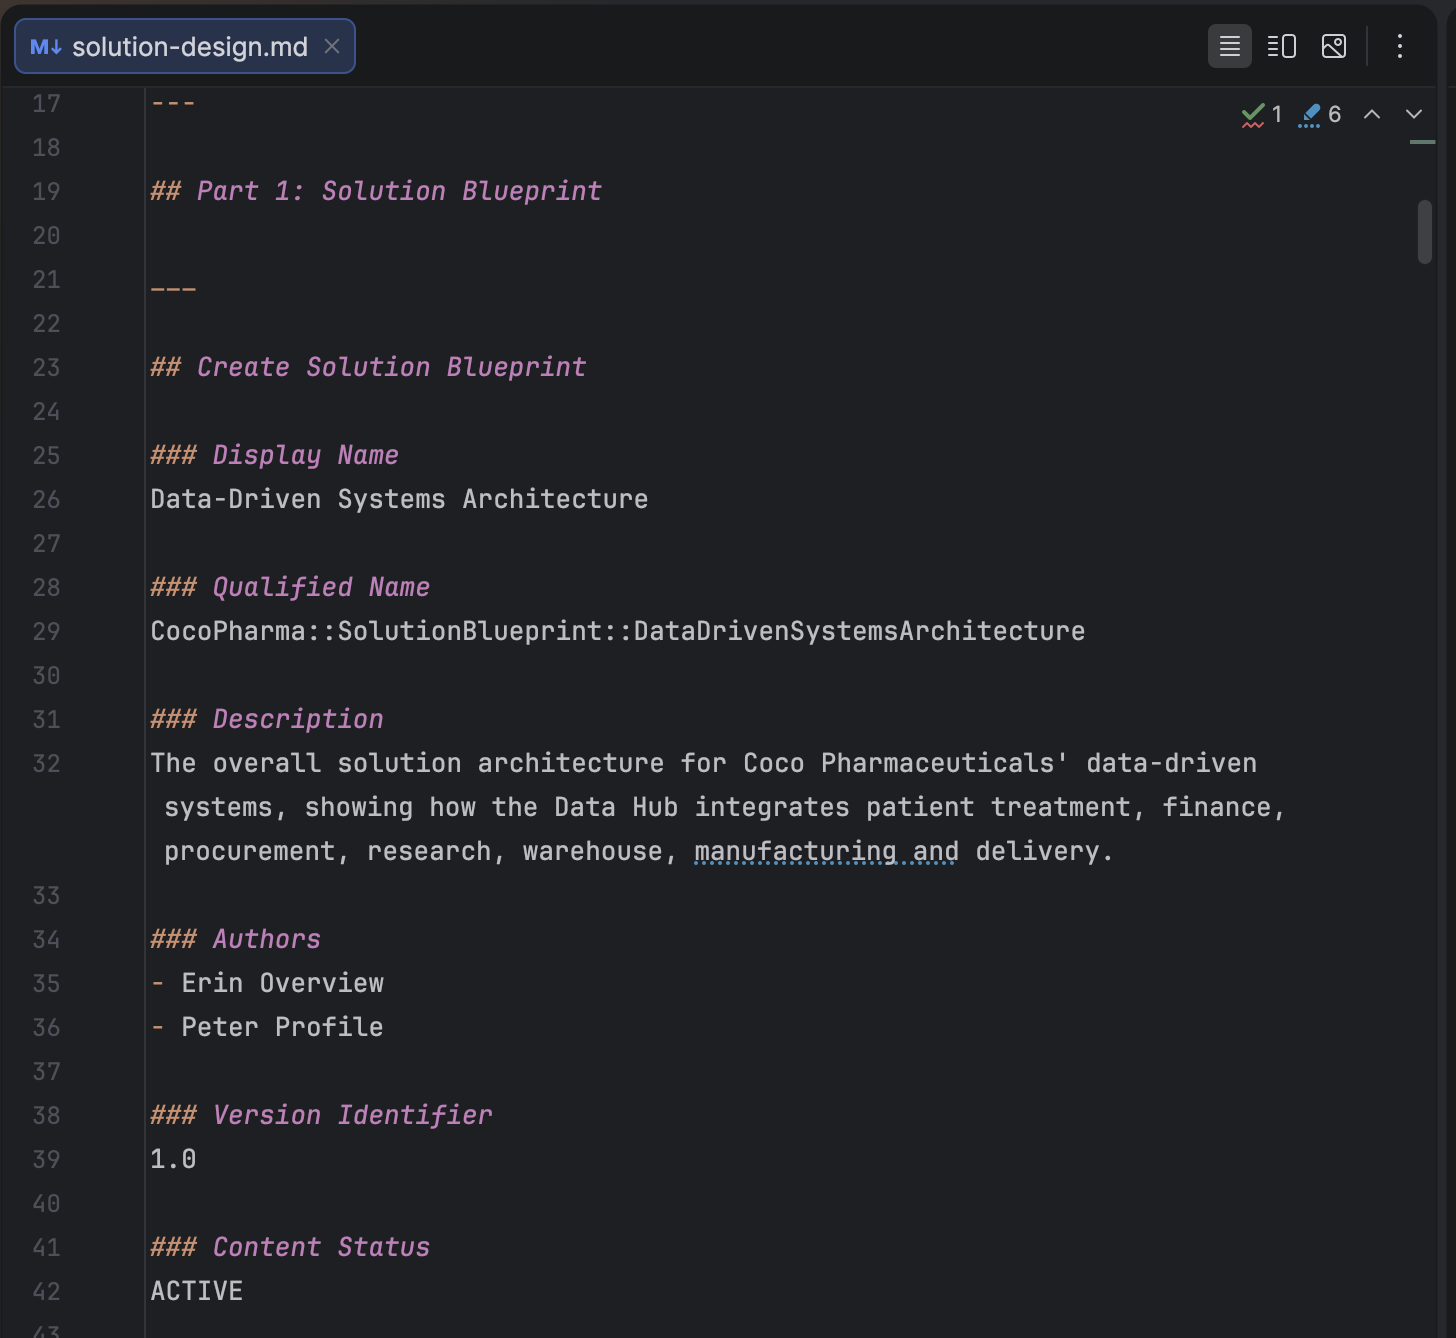 M↓ solution-design.md
1 6
17 ---
18
19 ## Part 1: Solution Blueprint
20
21 ___
22
23 ## Create Solution Blueprint
24
25 ### Display Name
26 Data-Driven Systems Architecture
27
28 ### Qualified Name
29 CocoPharma::SolutionBlueprint::DataDrivenSystemsArchitecture
30
31 ### Description
32 The overall solution architecture for Coco Pharmaceuticals' data-driven
systems, showing how the Data Hub integrates patient treatment, finance,
procurement, research, warehouse, manufacturing and delivery.
33
34 ### Authors
35 - Erin Overview
36 - Peter Profile
37
38 ### Version Identifier
39 1.0
40
41 ### Content Status
42 ACTIVE
43